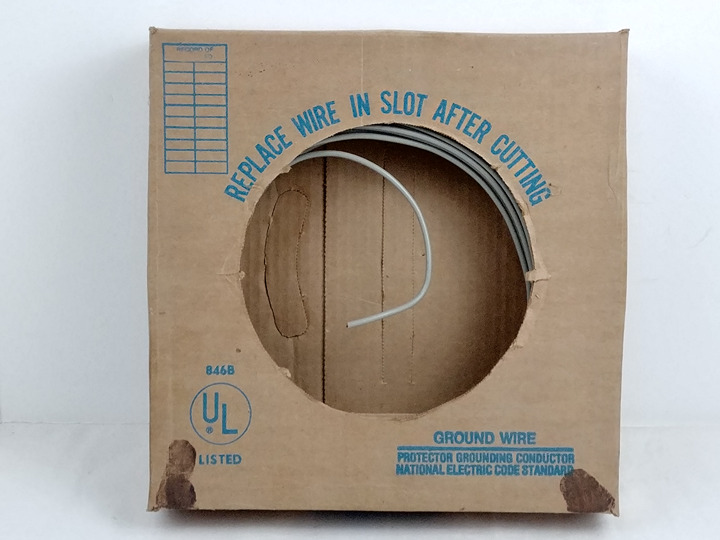 RECORD OF
REPLACE WIRE IN SLOT AFTER CUTTING
846B
UL
®
LISTED
GROUND WIRE
PROTECTOR GROUNDING CONDUCTOR
NATIONAL ELECTRIC CODE STANDARD